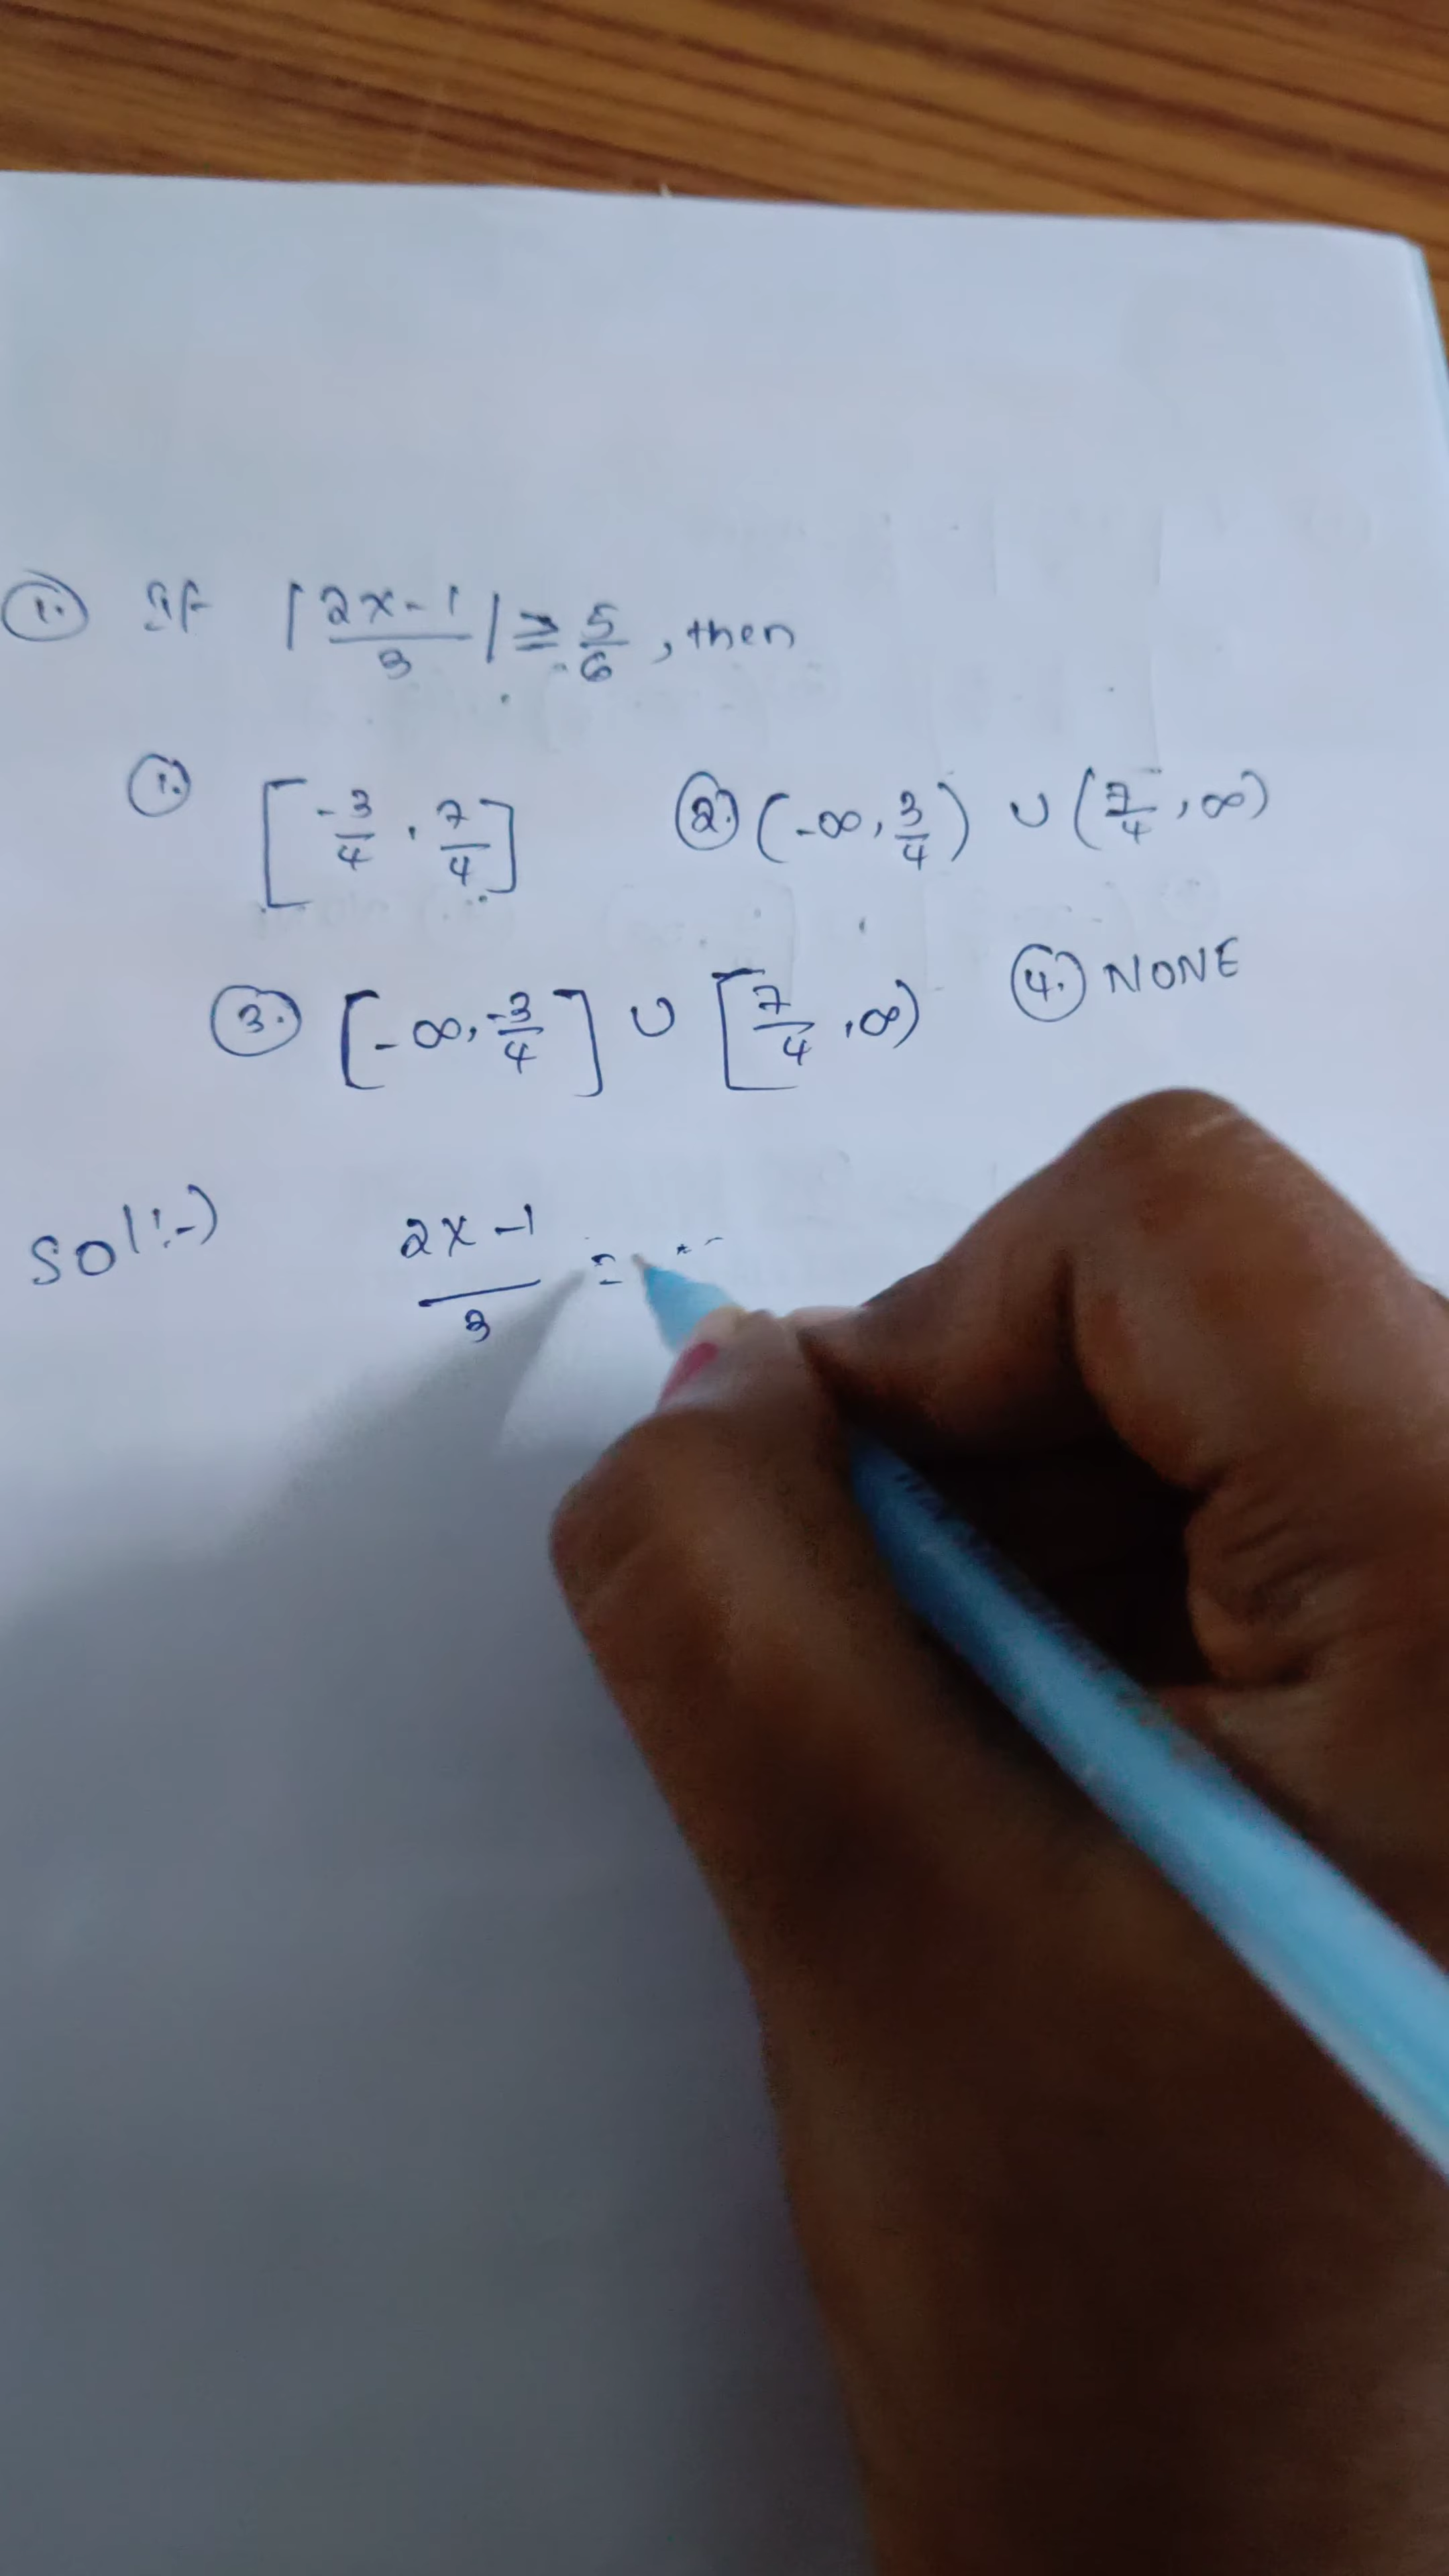 1. If |2x-1/3| ≥ 5/6, then
1. [-3/4, 7/4] 2. (-∞, 3/4) ∪ (7/4, ∞)
3. [-∞, -3/4] ∪ [7/4, ∞) 4. NONE
Sol:-) 2x-1/3 =